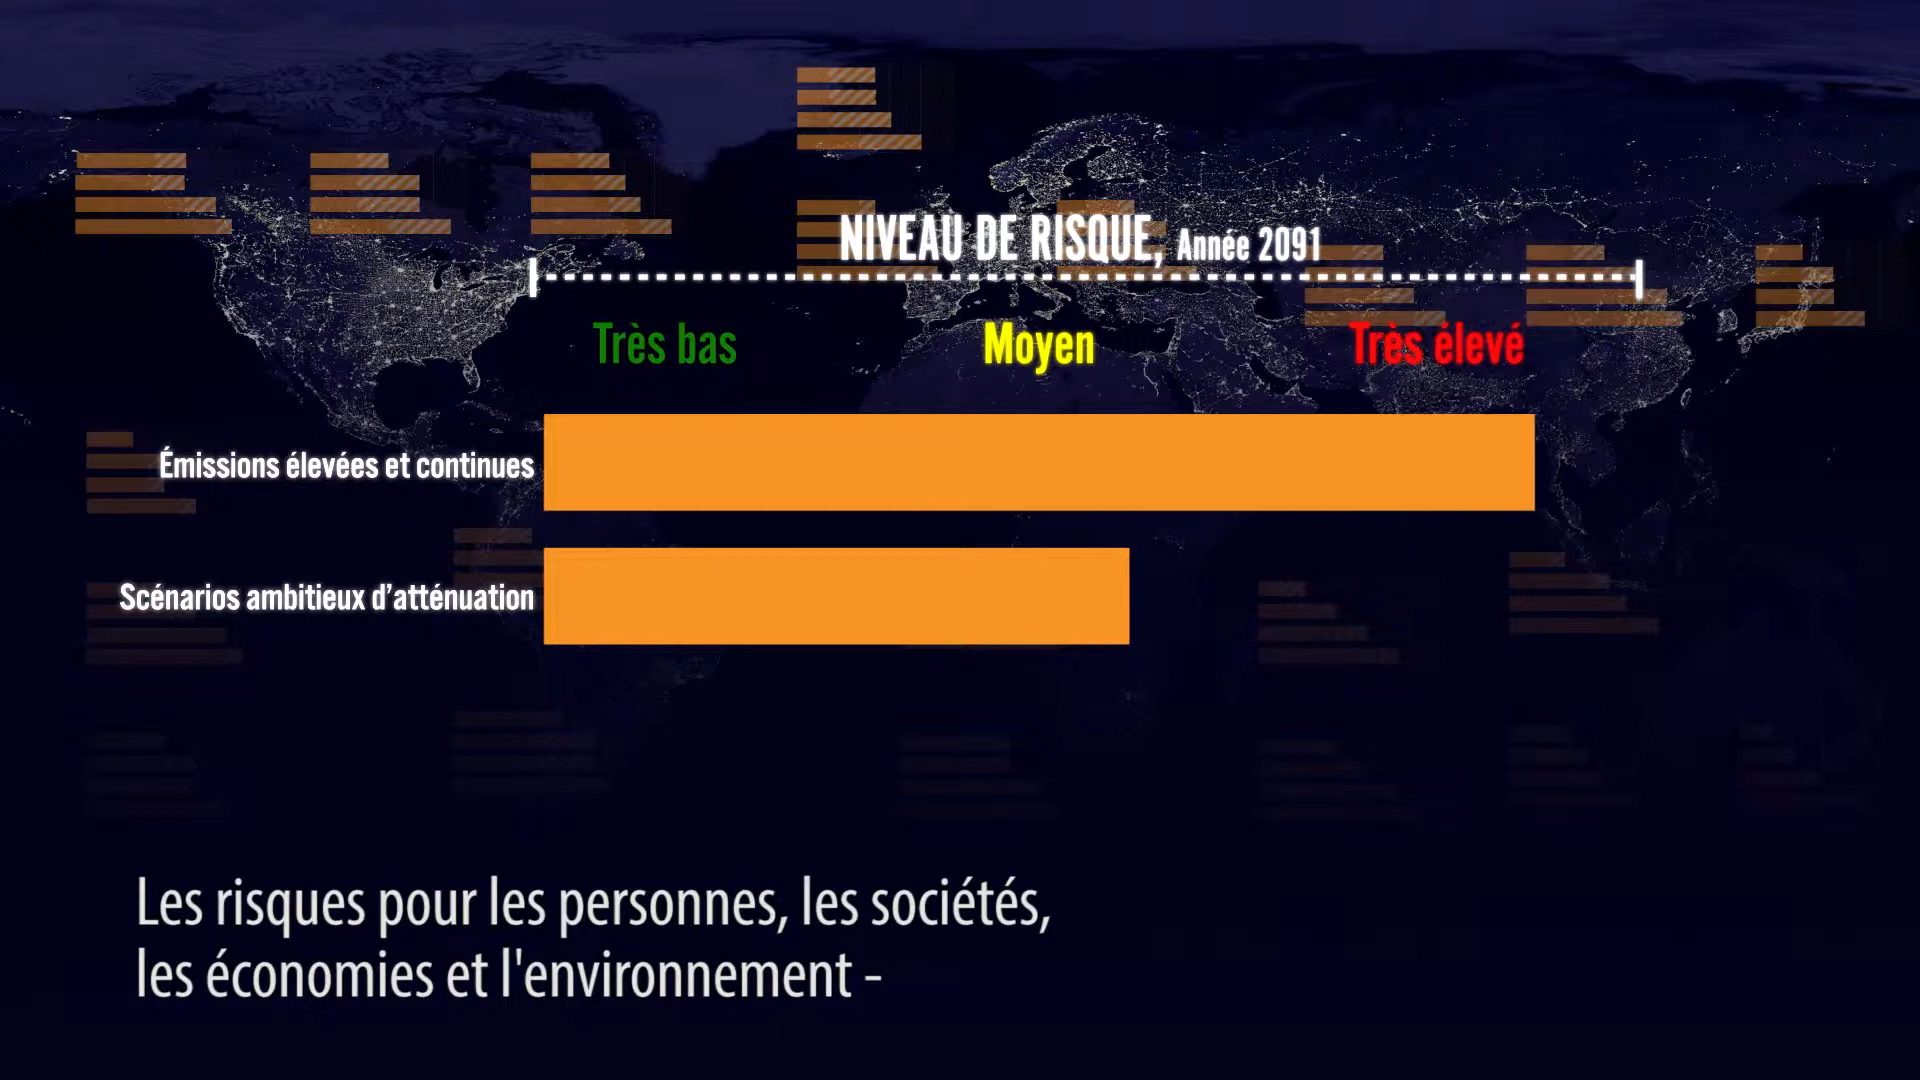 NIVEAU DE RISQUE, Année 2091
Très bas
Moyen
Très élevé
Émissions élevées et continues
Scénarios ambitieux d’atténuation
Les risques pour les personnes, les sociétés,
les économies et l'environnement -